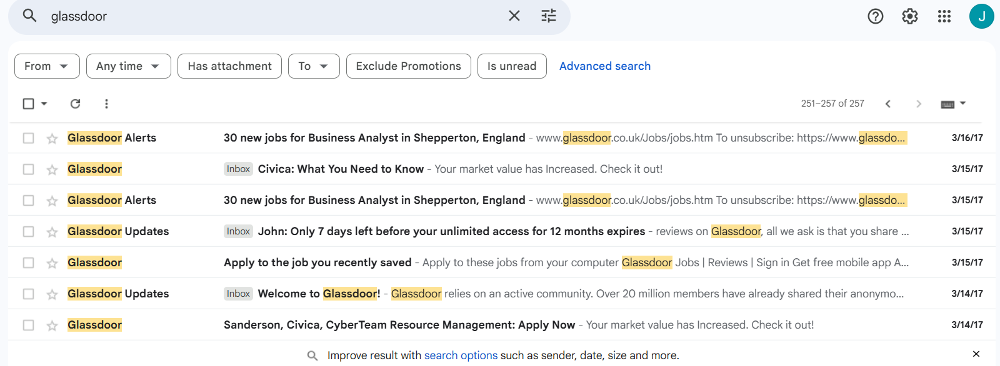 glassdoor
J
From Any time Has attachment To Exclude Promotions Is unread Advanced search
251–257 of 257
Glassdoor Alerts 30 new jobs for Business Analyst in Shepperton, England - www.glassdoor.co.uk/Jobs/jobs.htm To unsubscribe: https://www.glassdo... 3/16/17
Glassdoor Inbox Civica: What You Need to Know - Your market value has Increased. Check it out! 3/15/17
Glassdoor Alerts 30 new jobs for Business Analyst in Shepperton, England - www.glassdoor.co.uk/Jobs/jobs.htm To unsubscribe: https://www.glassdo... 3/15/17
Glassdoor Updates Inbox John: Only 7 days left before your unlimited access for 12 months expires - reviews on Glassdoor, all we ask is that you share ... 3/15/17
Glassdoor Apply to the job you recently saved - Apply to these jobs from your computer Glassdoor Jobs | Reviews | Sign in Get free mobile app A... 3/15/17
Glassdoor Updates Inbox Welcome to Glassdoor! - Glassdoor relies on an active community. Over 20 million members have already shared their anonymo... 3/14/17
Glassdoor Sanderson, Civica, CyberTeam Resource Management: Apply Now - Your market value has Increased. Check it out! 3/14/17
Improve result with search options such as sender, date, size and more.